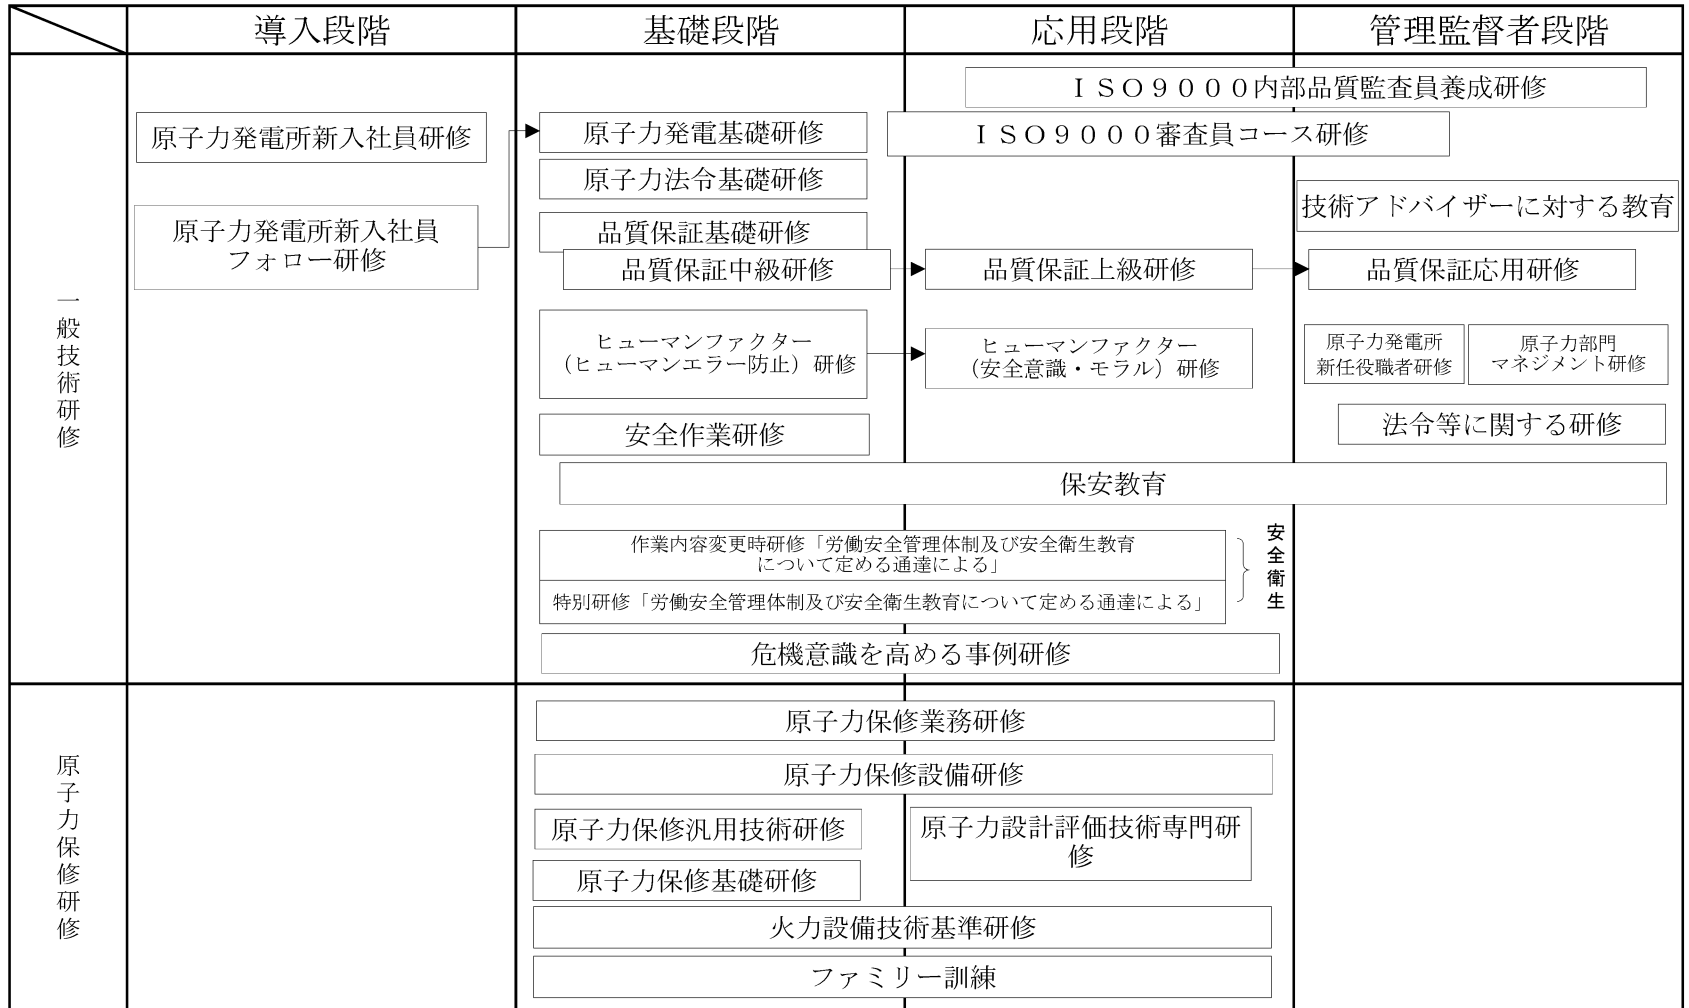 導入段階
基礎段階
応用段階
管理監督者段階
一般技術研修
ＩＳＯ９０００内部品質監査員養成研修
原子力発電所新入社員研修
原子力発電基礎研修
ＩＳＯ９０００審査員コース研修
原子力法令基礎研修
技術アドバイザーに対する教育
原子力発電所新入社員
フォロー研修
品質保証基礎研修
品質保証中級研修
品質保証上級研修
品質保証応用研修
ヒューマンファクター
（ヒューマンエラー防止）研修
ヒューマンファクター
（安全意識・モラル）研修
原子力発電所
新任役職者研修
原子力部門
マネジメント研修
安全作業研修
法令等に関する研修
保安教育
作業内容変更時研修「労働安全管理体制及び安全衛生教育
について定める通達による」
特別研修「労働安全管理体制及び安全衛生教育について定める通達による」
安全衛生
危機意識を高める事例研修
原子力保修研修
原子力保修業務研修
原子力保修設備研修
原子力保修汎用技術研修
原子力設計評価技術専門研
修
原子力保修基礎研修
火力設備技術基準研修
ファミリー訓練